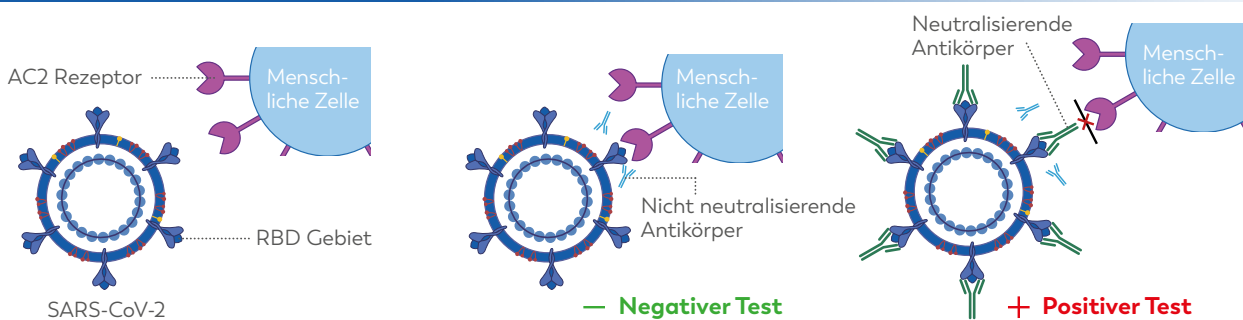 AC2 Rezeptor
Mensch-
liche Zelle
RBD Gebiet
SARS-CoV-2
Mensch-
liche Zelle
Nicht neutralisierende
Antikörper
− Negativer Test
Neutralisierende
Antikörper
Mensch-
liche Zelle
+ Positiver Test